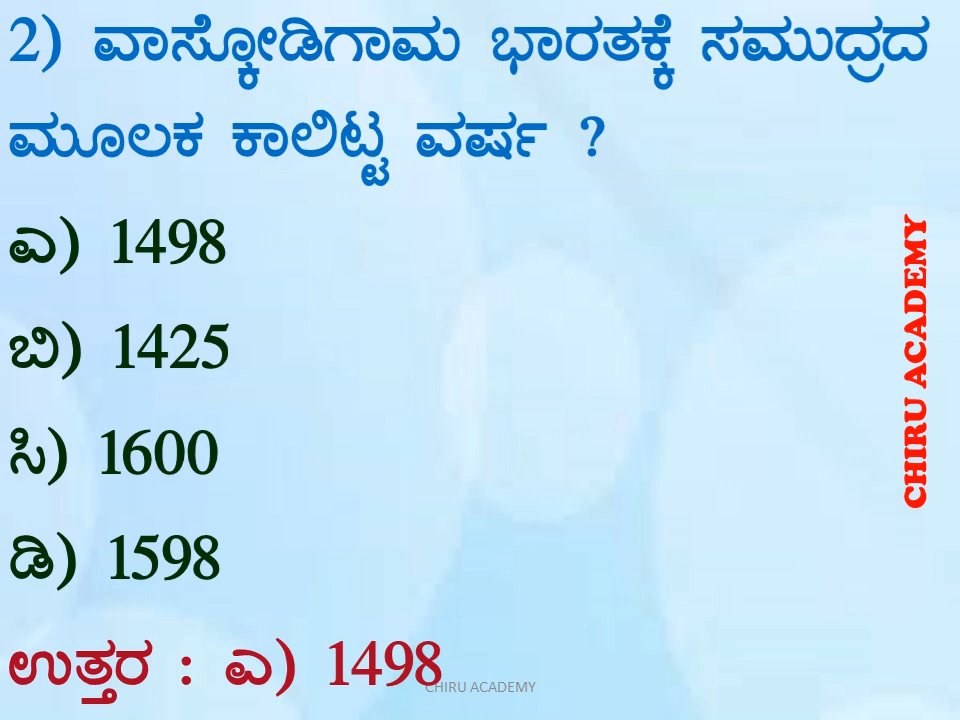 2) ವಾಸ್ಕೋಡಿಗಾಮ ಭಾರತಕ್ಕೆ ಸಮುದ್ರದ
ಮೂಲಕ ಕಾಲಿಟ್ಟ ವರ್ಷ ?
ಎ) 1498
ಬಿ) 1425
ಸಿ) 1600
ಡಿ) 1598
ಉತ್ತರ : ಎ) 1498
CHIRU ACADEMY
CHIRU ACADEMY